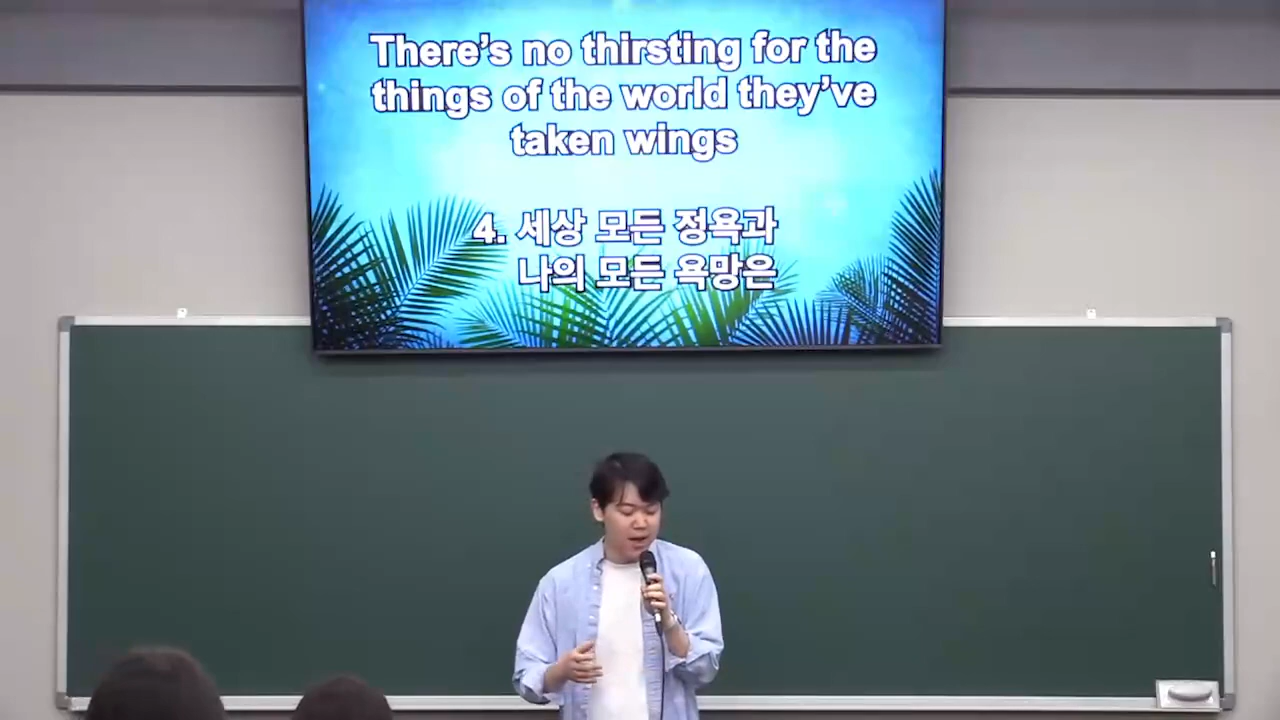 There’s no thirsting for the
things of the world they’ve
taken wings
4. 세상 모든 정욕과
나의 모든 욕망은